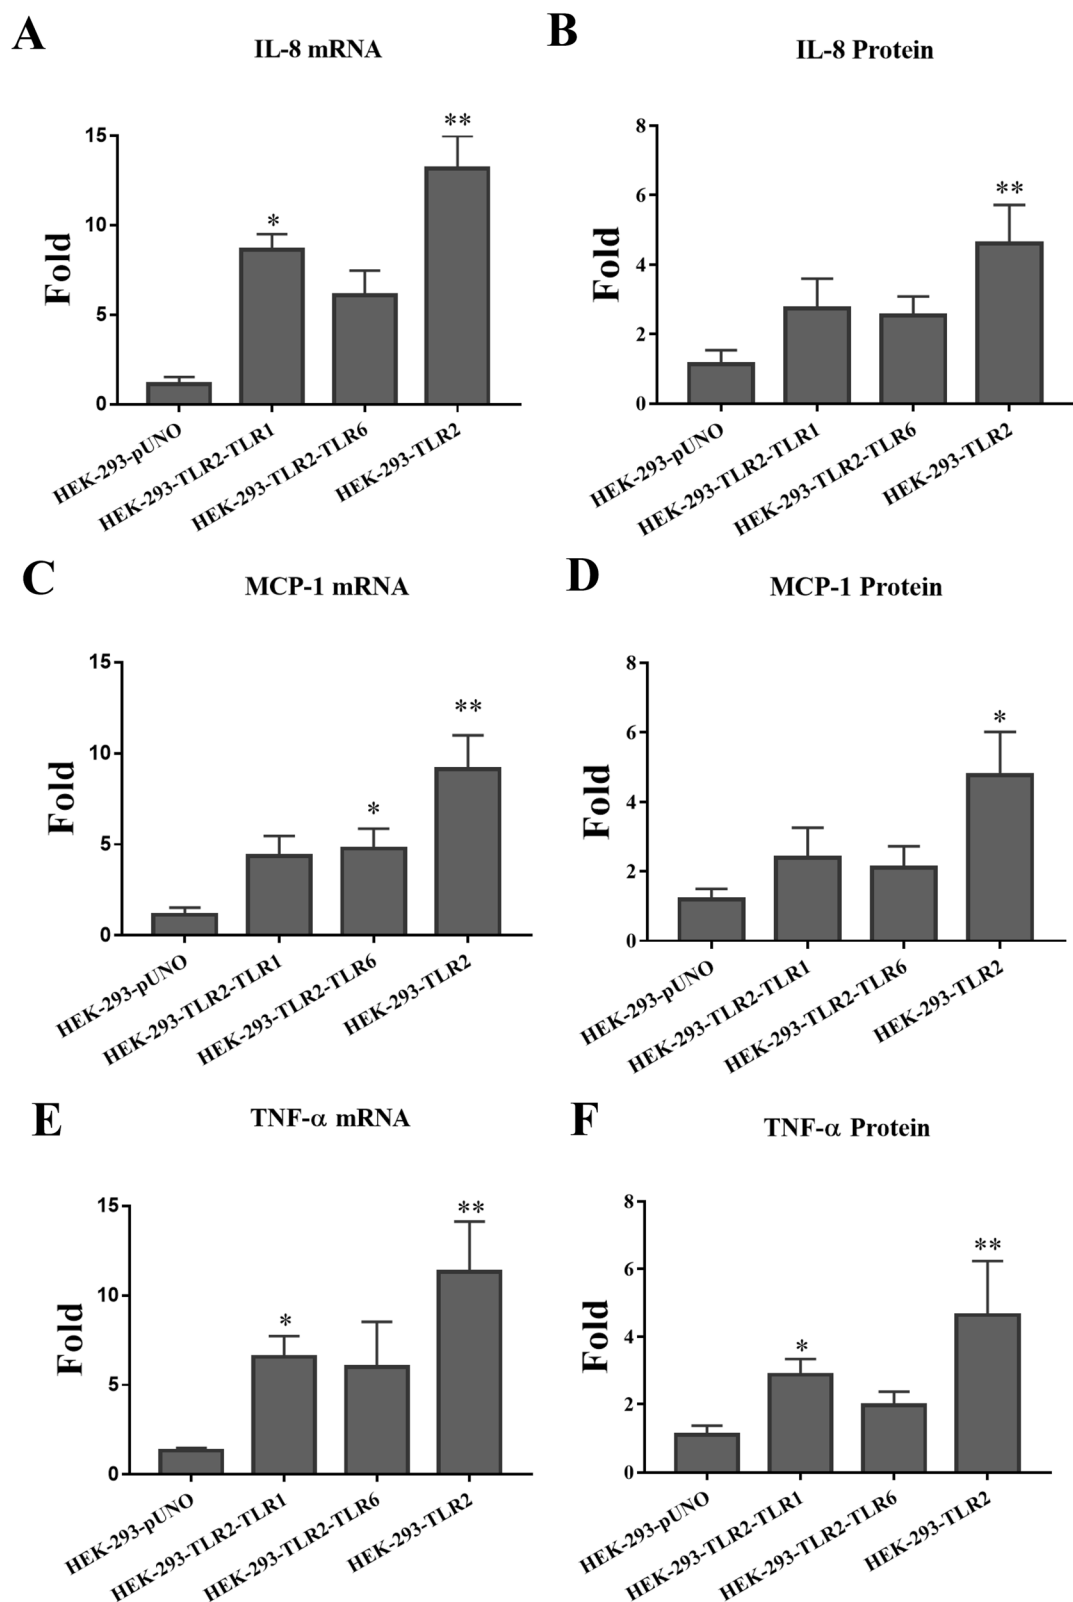 A
IL-8 mRNA
Fold
15
10
5
0
*
**
HEK-293-pUNO
HEK-293-TLR2-TLR1
HEK-293-TLR2-TLR6
HEK-293-TLR2
B
IL-8 Protein
Fold
8
6
4
2
0
**
HEK-293-pUNO
HEK-293-TLR2-TLR1
HEK-293-TLR2-TLR6
HEK-293-TLR2
C
MCP-1 mRNA
Fold
15
10
5
0
*
**
HEK-293-pUNO
HEK-293-TLR2-TLR1
HEK-293-TLR2-TLR6
HEK-293-TLR2
D
MCP-1 Protein
Fold
8
6
4
2
0
*
HEK-293-pUNO
HEK-293-TLR2-TLR1
HEK-293-TLR2-TLR6
HEK-293-TLR2
E
TNF-α mRNA
Fold
15
10
5
0
*
**
HEK-293-pUNO
HEK-293-TLR2-TLR1
HEK-293-TLR2-TLR6
HEK-293-TLR2
F
TNF-α Protein
Fold
8
6
4
2
0
*
**
HEK-293-pUNO
HEK-293-TLR2-TLR1
HEK-293-TLR2-TLR6
HEK-293-TLR2